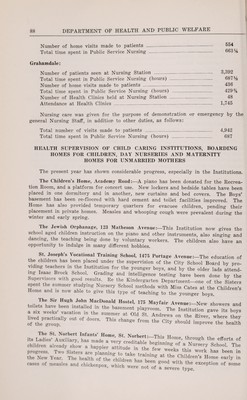 88 DEPARTMENT OF HEALTH AND PUBLIC WELFARE
Number of home visits made to patients 554
Total time spent in Public Service Nursing 662¼
Grahamdale:
Number of patients seen at Nursing Station 3,392
Total time spent in Public Service Nursing (hours) 687¾
Number of home visits made to patients 436
Total time spent in Public Service Nursing (hours) 429¾
Number of Health Clinics held at Nursing Station 48
Attendance at Health Clinics 1,745
Nursing care was given for the purpose of demonstration or emergency by the
general Nursing Staff, in addition to other duties, as follows:
Total number of visits made to patients 4,942
Total time spent in Public Service Nursing (hours) 887
HEALTH SUPERVISION OF CHILD CARING INSTITUTIONS, BOARDING
HOMES FOR CHILDREN, DAY NURSERIES AND MATERNITY
HOMES FOR UNMARRIED MOTHERS
The present year has shown considerable progress, especially in the Institutions.
The Children's Home, Academy Road:—A piano has been donated for the Recrea-
tion Room, and a platform for concert use. New lockers and bedside tables have been
placed in one dormitory and in another, new curtains and bed covers. The Boys'
basement has been re-floored with hard cement and toilet facilities improved. The
Home has also provided temporary quarters for evacuee children, pending their
placement in private homes. Measles and whooping cough were prevalent during the
winter and early spring.
The Jewish Orphanage, 123 Matheson Avenue:—This Institution now gives the
school aged children instruction on the piano and other instruments, also singing and
dancing, the teaching being done by voluntary workers. The children also have an
opportunity to indulge in many different hobbies.
St. Joseph's Vocational Training School, 1471 Portage Avenue:—The education of
the children has been placed under the supervision of the City School Board by pro-
viding teachers in the Institution for the younger boys, and by the older lads attend-
ing Isaac Brock School. Grading and intelligence testing have been done by the
Supervisors with good results. In the Kindergarten Department—one of the Sisters
spent the summer studying Nursery School methods with Miss Cates at the Children's
Home and is now able to give this type of teaching to the younger boys.
The Sir Hugh John MacDonald Hostel, 175 Mayfair Avenue:—New showers and
toilets have been installed in the basement playroom. The Institution gave its boys
a six weeks' vacation in the summer at Old St. Andrews on the River, where they
lived practically out of doors. This change from the City should improve the health
of the group.
The St. Norbert Infants' Home, St. Norbert:—This Home, through the efforts of
its Ladies' Auxiliary, has made a very creditable beginning of a Nursery School. The
children already show a happier attitude in the few weeks this work has been in
progress. Two Sisters are planning to take training at the Children's Home early in
the New Year. The health of the children has been good with the exception of some
cases of measles and chickenpox, which were not of a severe type.